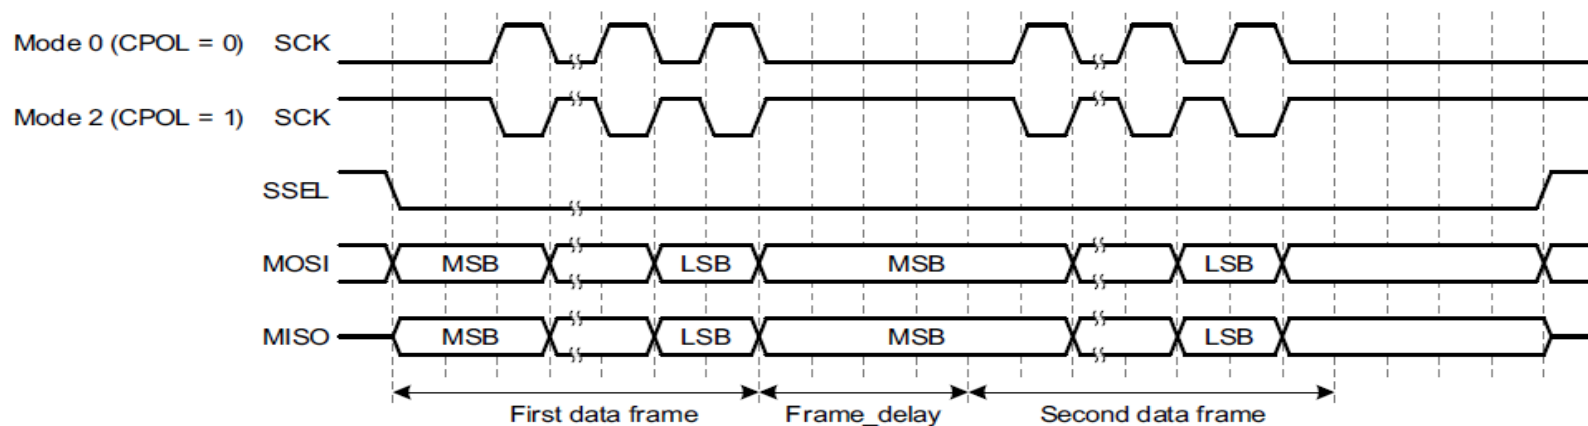 Mode 0 (CPOL = 0) SCK
Mode 2 (CPOL = 1) SCK
SSEL
MOSI MSB LSB MSB LSB
MISO MSB LSB MSB LSB
First data frame Frame_delay Second data frame